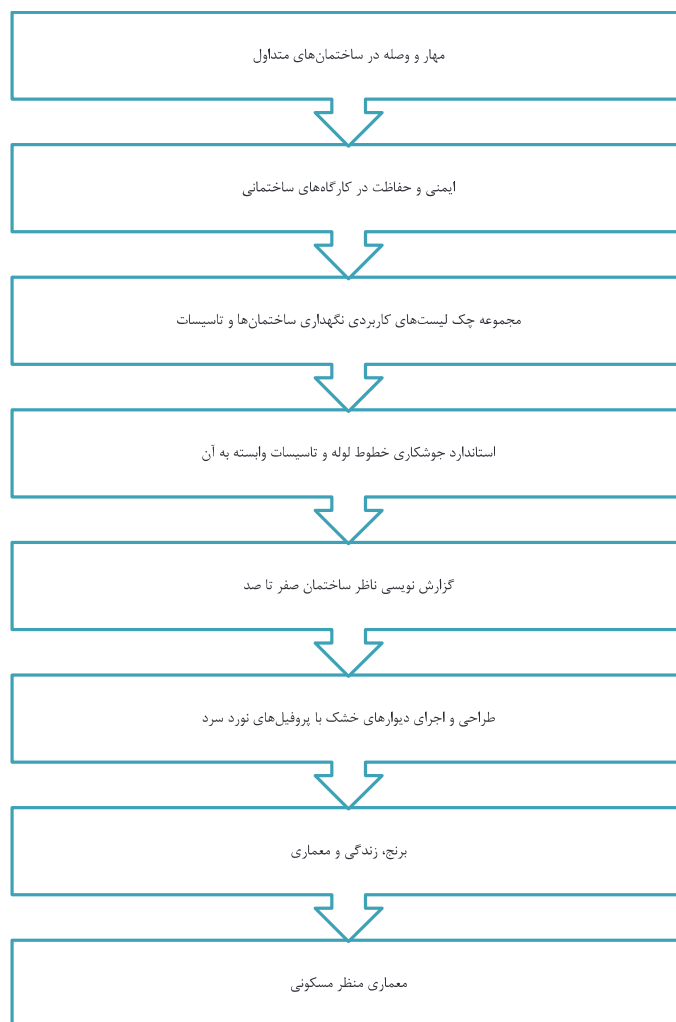 مهار و وصله در ساختمان‌های متداول
ایمنی و حفاظت در کارگاه‌های ساختمانی
مجموعه چک لیست‌های کاربردی نگهداری ساختمان‌ها و تاسیسات
استاندارد جوشکاری خطوط لوله و تاسیسات وابسته به آن
گزارش نویسی ناظر ساختمان صفر تا صد
طراحی و اجرای دیوارهای خشک با پروفیل‌های نورد سرد
برنج، زندگی و معماری
معماری منظر مسکونی